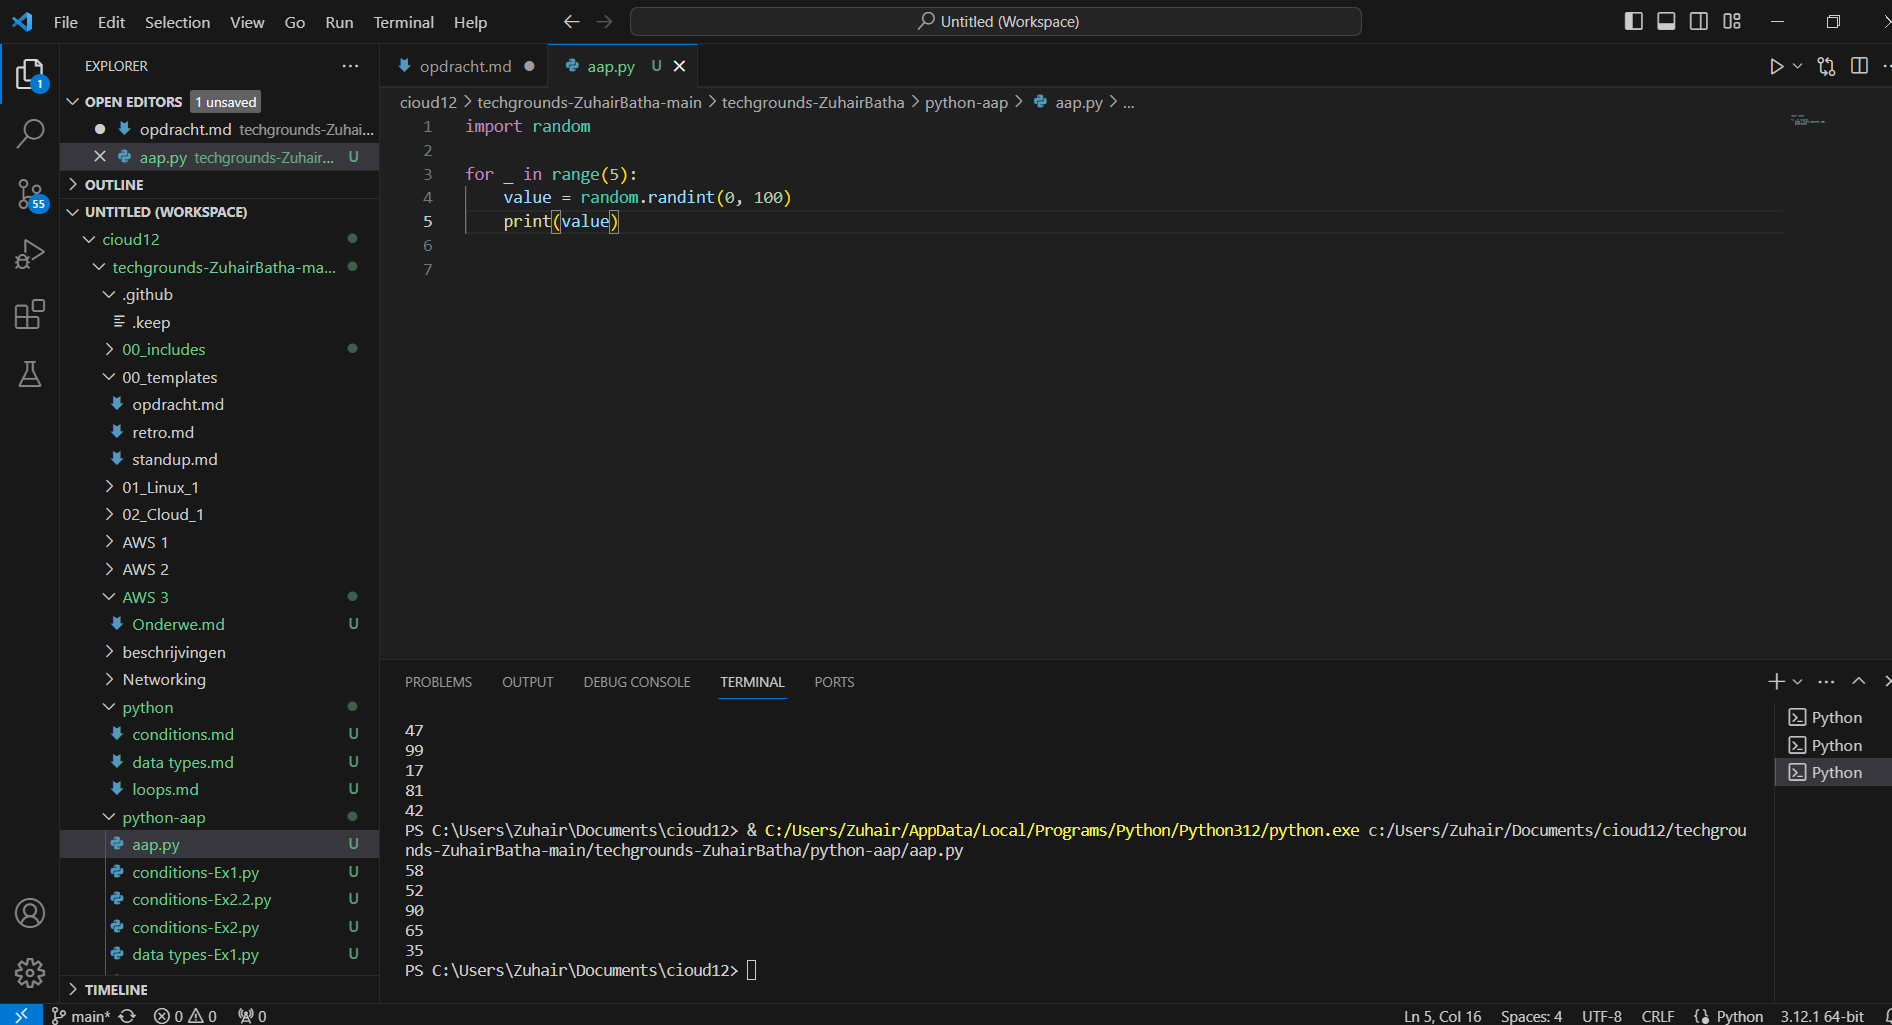 File Edit Selection View Go Run Terminal Help
Untitled (Workspace)
EXPLORER
OPEN EDITORS 1 unsaved
opdracht.md techgrounds-Zuhai...
aap.py techgrounds-Zuhair... U
OUTLINE
UNTITLED (WORKSPACE)
cioud12
techgrounds-ZuhairBatha-ma...
.github
.keep
00_includes
00_templates
opdracht.md
retro.md
standup.md
01_Linux_1
02_Cloud_1
AWS 1
AWS 2
AWS 3
Onderwe.md U
beschrijvingen
Networking
python
conditions.md U
data types.md U
loops.md U
python-aap
aap.py U
conditions-Ex1.py U
conditions-Ex2.2.py U
conditions-Ex2.py U
data types-Ex1.py U
TIMELINE
1
55
opdracht.md
aap.py U
cioud12 > techgrounds-ZuhairBatha-main > techgrounds-ZuhairBatha > python-aap > aap.py > ...
1 import random
2
3 for _ in range(5):
4 value = random.randint(0, 100)
5 print(value)
6
7
PROBLEMS OUTPUT DEBUG CONSOLE TERMINAL PORTS
47
99
17
81
42
PS C:\Users\Zuhair\Documents\cioud12> & C:/Users/Zuhair/AppData/Local/Programs/Python/Python312/python.exe c:/Users/Zuhair/Documents/cioud12/techgrou
nds-ZuhairBatha-main/techgrounds-ZuhairBatha/python-aap/aap.py
58
52
90
65
35
PS C:\Users\Zuhair\Documents\cioud12>
Python
Python
Python
main* 0 0 0
Ln 5, Col 16 Spaces: 4 UTF-8 CRLF Python 3.12.1 64-bit